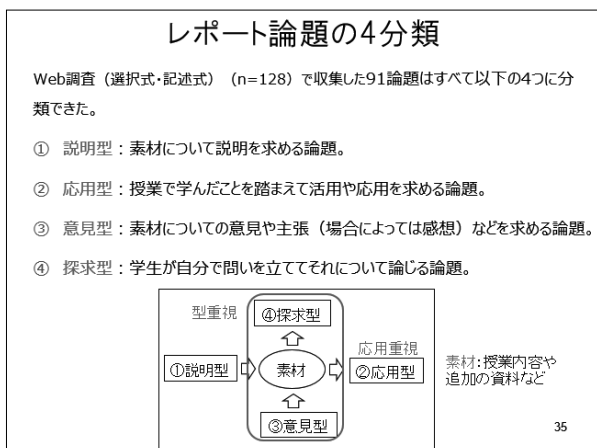 レポート論題の4分類
Web調査（選択式・記述式）（n=128）で収集した91論題はすべて以下の4つに分
類できた。
① 説明型：素材について説明を求める論題。
② 応用型：授業で学んだことを踏まえて活用や応用を求める論題。
③ 意見型：素材についての意見や主張（場合によっては感想）などを求める論題。
④ 探求型：学生が自分で問いを立ててそれについて論じる論題。
型重視
④探求型
応用重視
①説明型
素材
②応用型
③意見型
素材:授業内容や
追加の資料など
35